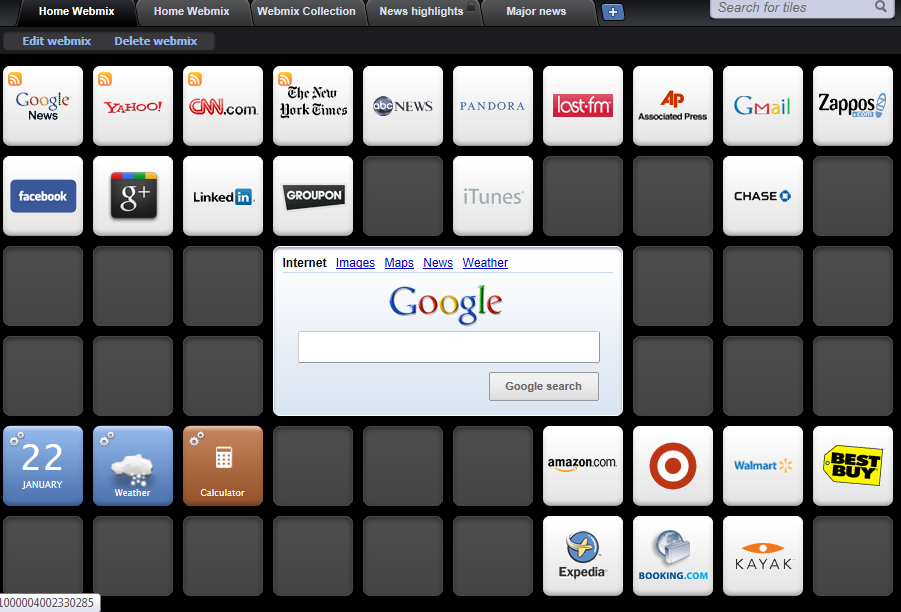 Home Webmix
Home Webmix
Webmix Collection
News highlights
Major news
Search for tiles
Edit webmix
Delete webmix
Google
News
YAHOO!
CNN.com
The New
York Times
abc NEWS
PANDORA
last.fm
AP
Associated Press
Gmail
Zappos
.com
facebook
g+
Linked in
GROUPON
iTunes
CHASE
Internet Images Maps News Weather
Google
Google search
22
JANUARY
Weather
Calculator
amazon.com
Walmart
BEST
BUY
Expedia
BOOKING.COM
KAYAK
1000004002330285